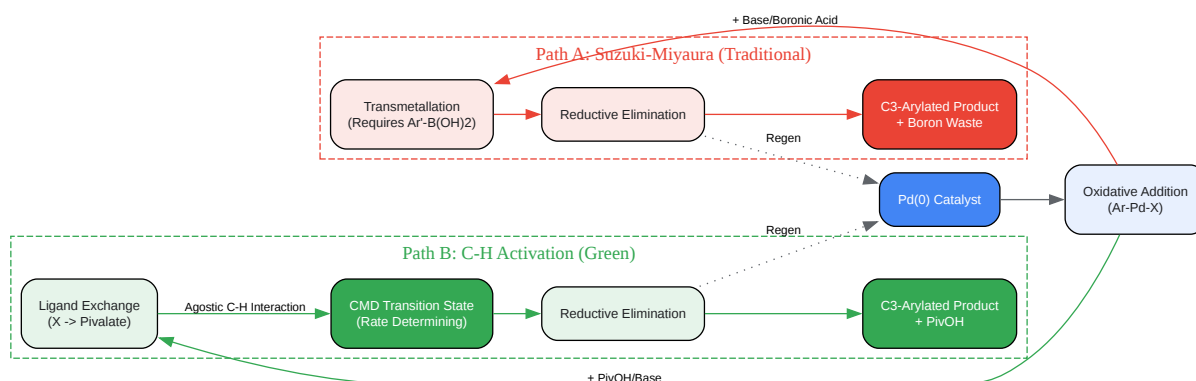 + Base/Boronic Acid
Path A: Suzuki-Miyaura (Traditional)
Transmetallation
(Requires Ar'-B(OH)2)
Reductive Elimination
C3-Arylated Product
+ Boron Waste
Regen
Pd(0) Catalyst
Oxidative Addition
(Ar-Pd-X)
Regen
Path B: C-H Activation (Green)
Ligand Exchange
(X -> Pivalate)
Agostic C-H Interaction
CMD Transition State
(Rate Determining)
Reductive Elimination
C3-Arylated Product
+ PivOH
+ PivOH/Base